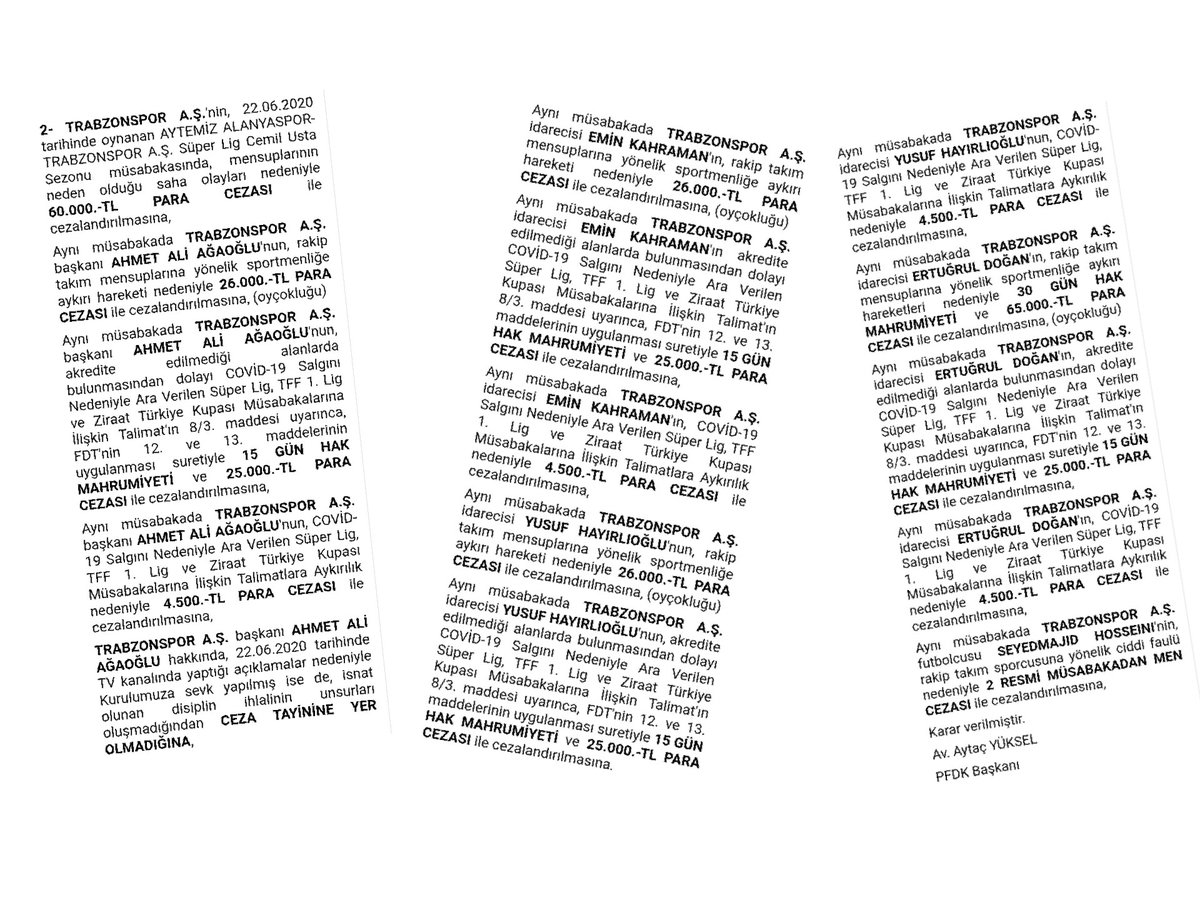 2- TRABZONSPOR A.Ş.'nin, 22.06.2020
tarihinde oynanan AYTEMİZ ALANYASPOR-
TRABZONSPOR A.Ş. Süper Lig Cemil Usta
Sezonu müsabakasında, mensuplarının
neden olduğu saha olayları nedeniyle
60.000.-TL PARA CEZASI ile
cezalandırılmasına,
Aynı müsabakada TRABZONSPOR A.Ş.
başkanı AHMET ALİ AĞAOĞLU'nun, rakip
takım mensuplarına yönelik sportmenliğe
aykırı hareketi nedeniyle 26.000.-TL PARA
CEZASI ile cezalandırılmasına, (oyçokluğu)
Aynı müsabakada TRABZONSPOR A.Ş.
başkanı AHMET ALİ AĞAOĞLU'nun,
akredite edilmediği alanlarda
bulunmasından dolayı COVİD-19 Salgını
Nedeniyle Ara Verilen Süper Lig, TFF 1. Lig
ve Ziraat Türkiye Kupası Müsabakalarına
İlişkin Talimat'ın 8/3. maddesi uyarınca,
FDT'nin 12. ve 13. maddelerinin
uygulanması suretiyle 15 GÜN HAK
MAHRUMİYETİ ve 25.000.-TL PARA
CEZASI ile cezalandırılmasına,
Aynı müsabakada TRABZONSPOR A.Ş.
başkanı AHMET ALİ AĞAOĞLU'nun, COVİD-
19 Salgını Nedeniyle Ara Verilen Süper Lig,
TFF 1. Lig ve Ziraat Türkiye Kupası
Müsabakalarına İlişkin Talimatlara Aykırılık
nedeniyle 4.500.-TL PARA CEZASI ile
cezalandırılmasına,
TRABZONSPOR A.Ş. başkanı AHMET ALİ
AĞAOĞLU hakkında, 22.06.2020 tarihinde
TV kanalında yaptığı açıklamalar nedeniyle
Kurulumuza sevk yapılmış ise de, isnat
olunan disiplin ihlalinin unsurları
oluşmadığından CEZA TAYİNİNE YER
OLMADIĞINA,
Aynı müsabakada TRABZONSPOR A.Ş.
idarecisi EMİN KAHRAMAN'ın, rakip takım
mensuplarına yönelik sportmenliğe aykırı
hareketi nedeniyle 26.000.-TL PARA
CEZASI ile cezalandırılmasına, (oyçokluğu)
Aynı müsabakada TRABZONSPOR A.Ş.
idarecisi EMİN KAHRAMAN'ın akredite
edilmediği alanlarda bulunmasından dolayı
COVİD-19 Salgını Nedeniyle Ara Verilen
Süper Lig, TFF 1. Lig ve Ziraat Türkiye
Kupası Müsabakalarına İlişkin Talimat'ın
8/3. maddesi uyarınca, FDT'nin 12. ve 13.
maddelerinin uygulanması suretiyle 15 GÜN
HAK MAHRUMİYETİ ve 25.000.-TL PARA
CEZASI ile cezalandırılmasına,
Aynı müsabakada TRABZONSPOR A.Ş.
idarecisi EMİN KAHRAMAN'ın, COVİD-19
Salgını Nedeniyle Ara Verilen Süper Lig, TFF
1. Lig ve Ziraat Türkiye Kupası
Müsabakalarına İlişkin Talimatlara Aykırılık
nedeniyle 4.500.-TL PARA CEZASI ile
cezalandırılmasına,
Aynı müsabakada TRABZONSPOR A.Ş.
idarecisi YUSUF HAYIRLIOĞLU'nun, rakip
takım mensuplarına yönelik sportmenliğe
aykırı hareketi nedeniyle 26.000.-TL PARA
CEZASI ile cezalandırılmasına, (oyçokluğu)
Aynı müsabakada TRABZONSPOR A.Ş.
idarecisi YUSUF HAYIRLIOĞLU'nun, akredite
edilmediği alanlarda bulunmasından dolayı
COVİD-19 Salgını Nedeniyle Ara Verilen
Süper Lig, TFF 1. Lig ve Ziraat Türkiye
Kupası Müsabakalarına İlişkin Talimat'ın
8/3. maddesi uyarınca, FDT'nin 12. ve 13.
maddelerinin uygulanması suretiyle 15 GÜN
HAK MAHRUMİYETİ ve 25.000.-TL PARA
CEZASI ile cezalandırılmasına.
Aynı müsabakada TRABZONSPOR A.Ş.
idarecisi YUSUF HAYIRLIOĞLU'nun, COVİD-
19 Salgını Nedeniyle Ara Verilen Süper Lig,
TFF 1. Lig ve Ziraat Türkiye Kupası
Müsabakalarına İlişkin Talimatlara Aykırılık
nedeniyle 4.500.-TL PARA CEZASI ile
cezalandırılmasına,
Aynı müsabakada TRABZONSPOR A.Ş.
idarecisi ERTUĞRUL DOĞAN'ın, rakip takım
mensuplarına yönelik sportmenliğe aykırı
hareketleri nedeniyle 30 GÜN HAK
MAHRUMİYETİ ve 65.000.-TL PARA
CEZASI ile cezalandırılmasına, (oyçokluğu)
Aynı müsabakada TRABZONSPOR A.Ş.
idarecisi ERTUĞRUL DOĞAN'ın, akredite
edilmediği alanlarda bulunmasından dolayı
COVİD-19 Salgını Nedeniyle Ara Verilen
Süper Lig, TFF 1. Lig ve Ziraat Türkiye
Kupası Müsabakalarına İlişkin Talimat'ın
8/3. maddesi uyarınca, FDT'nin 12. ve 13.
maddelerinin uygulanması suretiyle 15 GÜN
HAK MAHRUMİYETİ ve 25.000.-TL PARA
CEZASI ile cezalandırılmasına,
Aynı müsabakada TRABZONSPOR A.Ş.
idarecisi ERTUĞRUL DOĞAN'ın, COVİD-19
Salgını Nedeniyle Ara Verilen Süper Lig, TFF
1. Lig ve Ziraat Türkiye Kupası
Müsabakalarına İlişkin Talimatlara Aykırılık
nedeniyle 4.500.-TL PARA CEZASI ile
cezalandırılmasına,
Aynı müsabakada TRABZONSPOR A.Ş.
futbolcusu SEYEDMAJID HOSSEINI'nin,
rakip takım sporcusuna yönelik ciddi faulü
nedeniyle 2 RESMİ MÜSABAKADAN MEN
CEZASI ile cezalandırılmasına,
Karar verilmiştir.
Av. Aytaç YÜKSEL
PFDK Başkanı